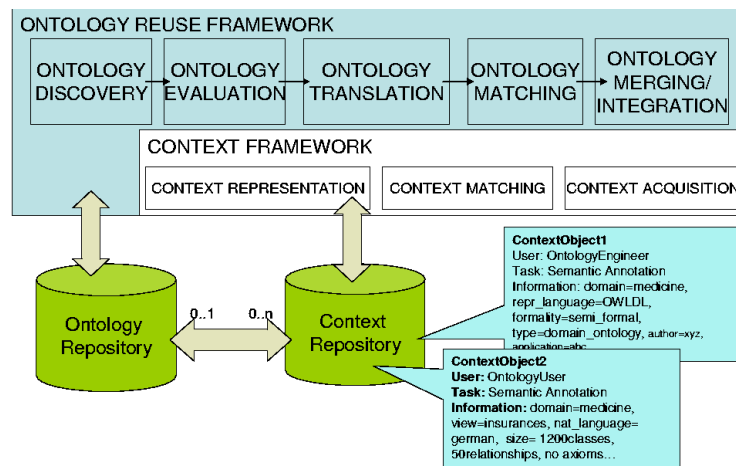 ONTOLOGY REUSE FRAMEWORK
ONTOLOGY
DISCOVERY
ONTOLOGY
EVALUATION
ONTOLOGY
TRANSLATION
ONTOLOGY
MATCHING
ONTOLOGY
MERGING/
INTEGRATION
CONTEXT FRAMEWORK
CONTEXT REPRESENTATION
CONTEXT MATCHING
CONTEXT ACQUISITION
Ontology
Repository
0..1
0..n
Context
Repository
ContextObject1
User: OntologyEngineer
Task: Semantic Annotation
Information: domain=medicine,
repr_language=OWLDL,
formality=semi_formal,
type=domain_ontology, author=xyz,
application=abc
ContextObject2
User: OntologyUser
Task: Semantic Annotation
Information: domain=medicine,
view=insurances, nat_language=
german, size= 1200classes,
50relationships, no axioms...